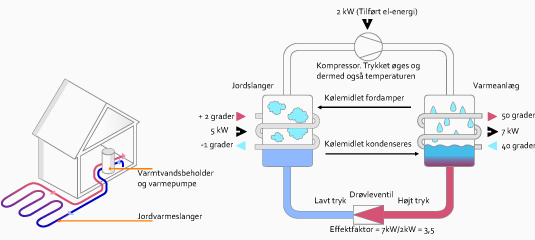 2 kW (Tilført el-energi)
Kompressor. Trykket øges og
dermed også temperaturen
Jordslanger
Varmeanlæg
Kølemidlet fordamper
+ 2 grader
5 kW
-1 grader
50 grader
7 kW
40 grader
Kølemidlet kondenseres
Varmtvandsbeholder
og varmepumpe
Jordvarmeslanger
Drøvleventil
Lavt tryk
Højt tryk
Effektfaktor = 7kW/2kW = 3,5